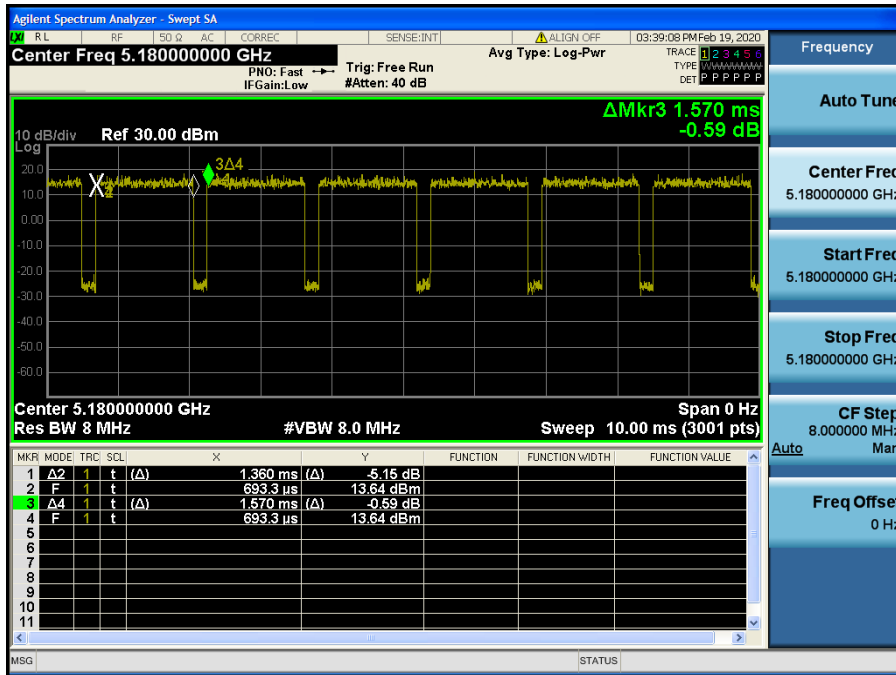 Agilent Spectrum Analyzer - Swept SA
LXI RL RF 50 Ω AC CORREC SENSE:INT ALIGN OFF 03:39:08 PM Feb 19, 2020
Center Freq 5.180000000 GHz
PNO: Fast
IFGain:Low
Trig: Free Run
#Atten: 40 dB
Avg Type: Log-Pwr
TRACE 1 2 3 4 5 6
TYPE
DET P P P P P P
ΔMkr3 1.570 ms
-0.59 dB
10 dB/div
Log
Ref 30.00 dBm
3Δ4
20.0
10.0
0.00
-10.0
-20.0
-30.0
-40.0
-50.0
-60.0
Center 5.180000000 GHz Span 0 Hz
Res BW 8 MHz #VBW 8.0 MHz Sweep 10.00 ms (3001 pts)
MKR MODE TRC SCL X Y FUNCTION FUNCTION WIDTH FUNCTION VALUE
1 Δ2 1 t (Δ) 1.360 ms (Δ) -5.15 dB
2 F 1 t 693.3 µs 13.64 dBm
3 Δ4 1 t (Δ) 1.570 ms (Δ) -0.59 dB
4 F 1 t 693.3 µs 13.64 dBm
5
6
7
8
9
10
11
MSG STATUS
Frequency
Auto Tune
Center Freq
5.180000000 GHz
Start Freq
5.180000000 GHz
Stop Freq
5.180000000 GHz
CF Step
8.000000 MHz
Auto Man
Freq Offset
0 Hz